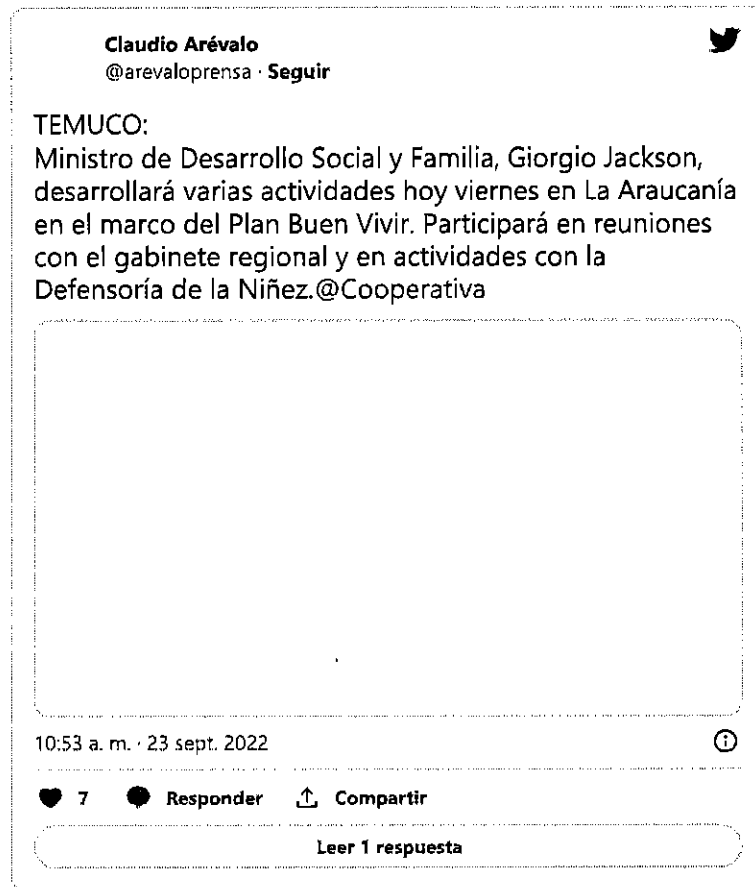 Claudio Arévalo
@arevaloprensa · Seguir
TEMUCO:
Ministro de Desarrollo Social y Familia, Giorgio Jackson,
desarrollará varias actividades hoy viernes en La Araucanía
en el marco del Plan Buen Vivir. Participará en reuniones
con el gabinete regional y en actividades con la
Defensoría de la Niñez.@Cooperativa
10:53 a. m. · 23 sept. 2022
7 Responder Compartir
Leer 1 respuesta